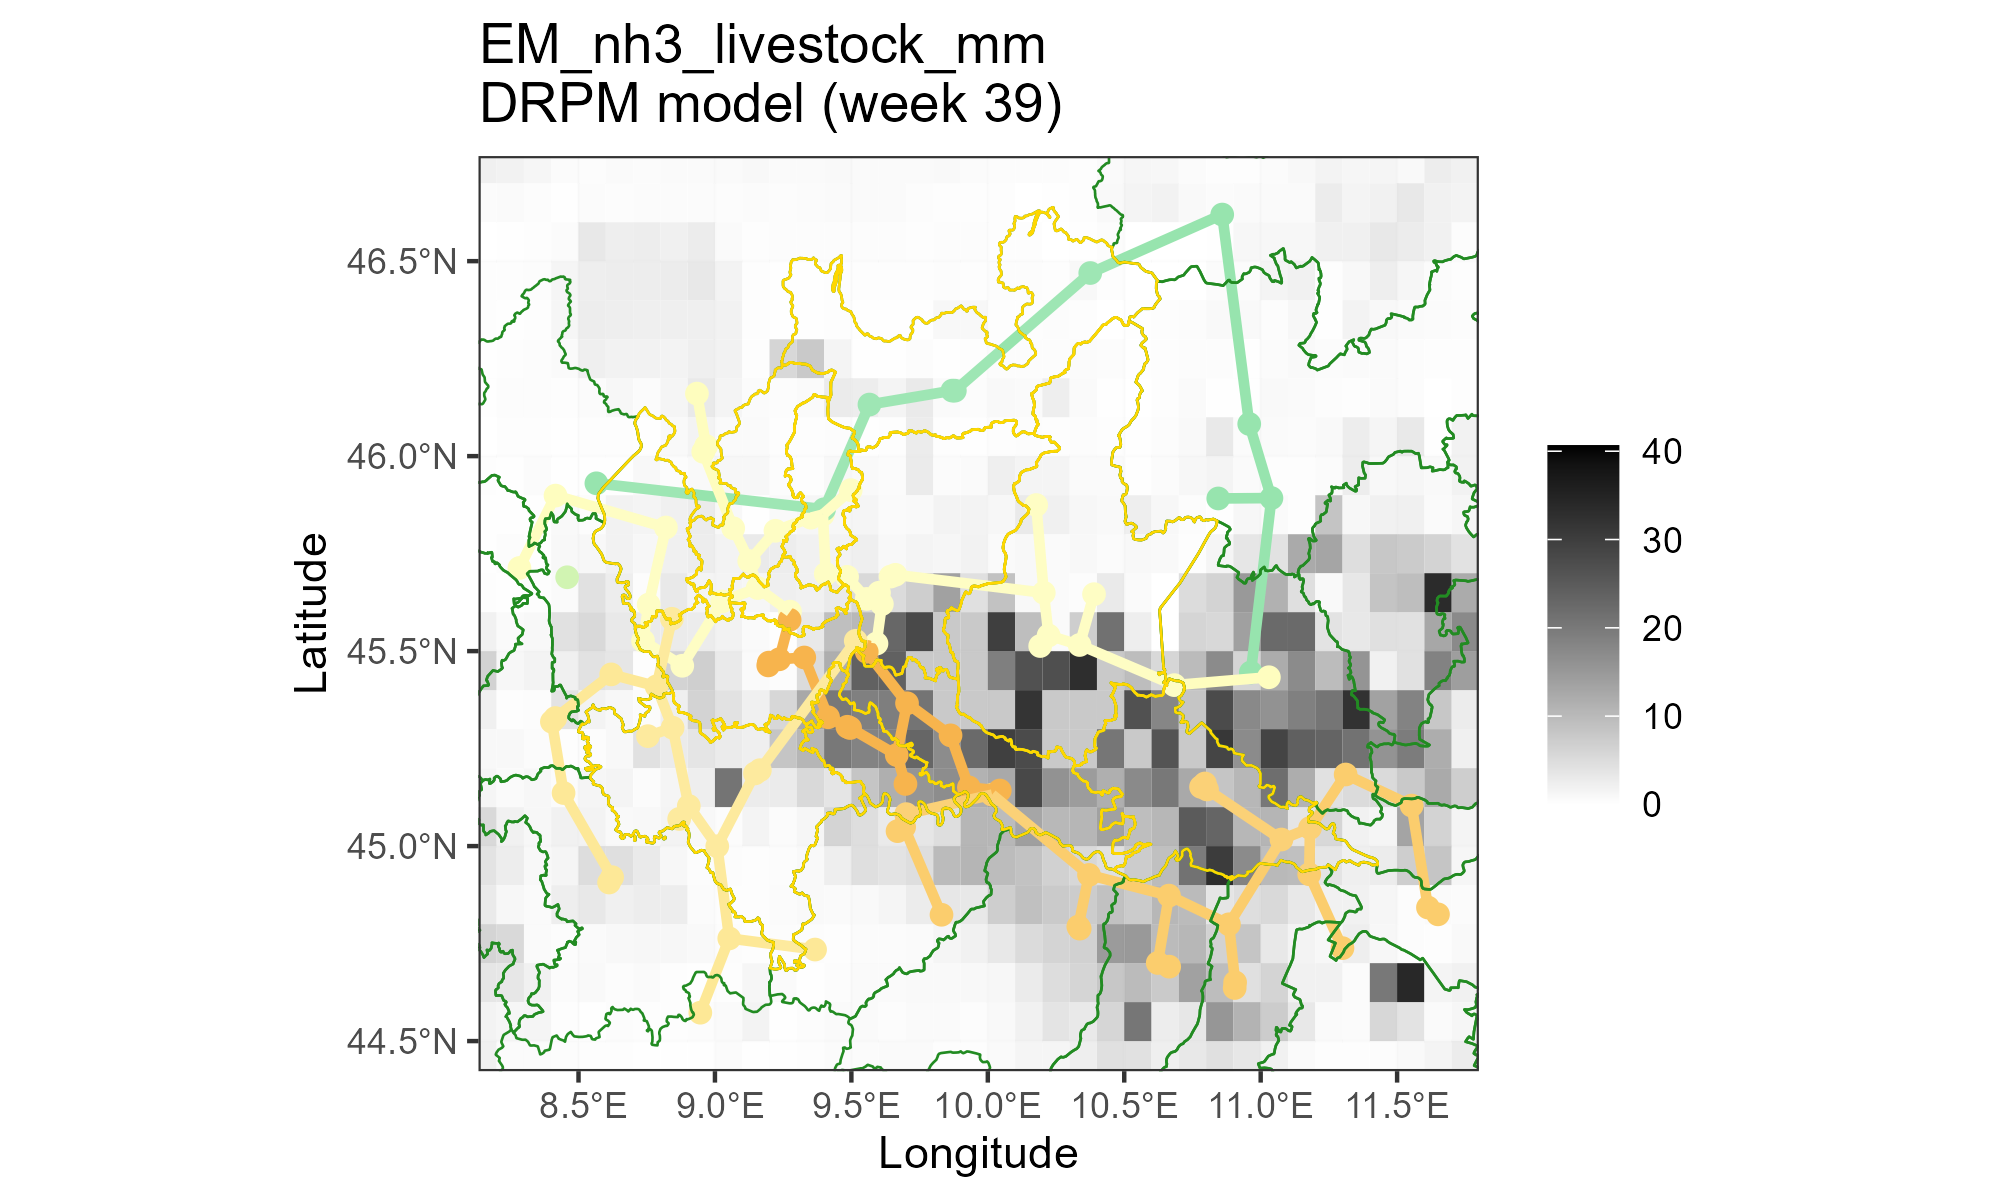 EM_nh3_livestock_mm
DRPM model (week 39)
46.5°N
46.0°N
45.5°N
45.0°N
44.5°N
Latitude
8.5°E 9.0°E 9.5°E 10.0°E 10.5°E 11.0°E 11.5°E
Longitude
40
30
20
10
0